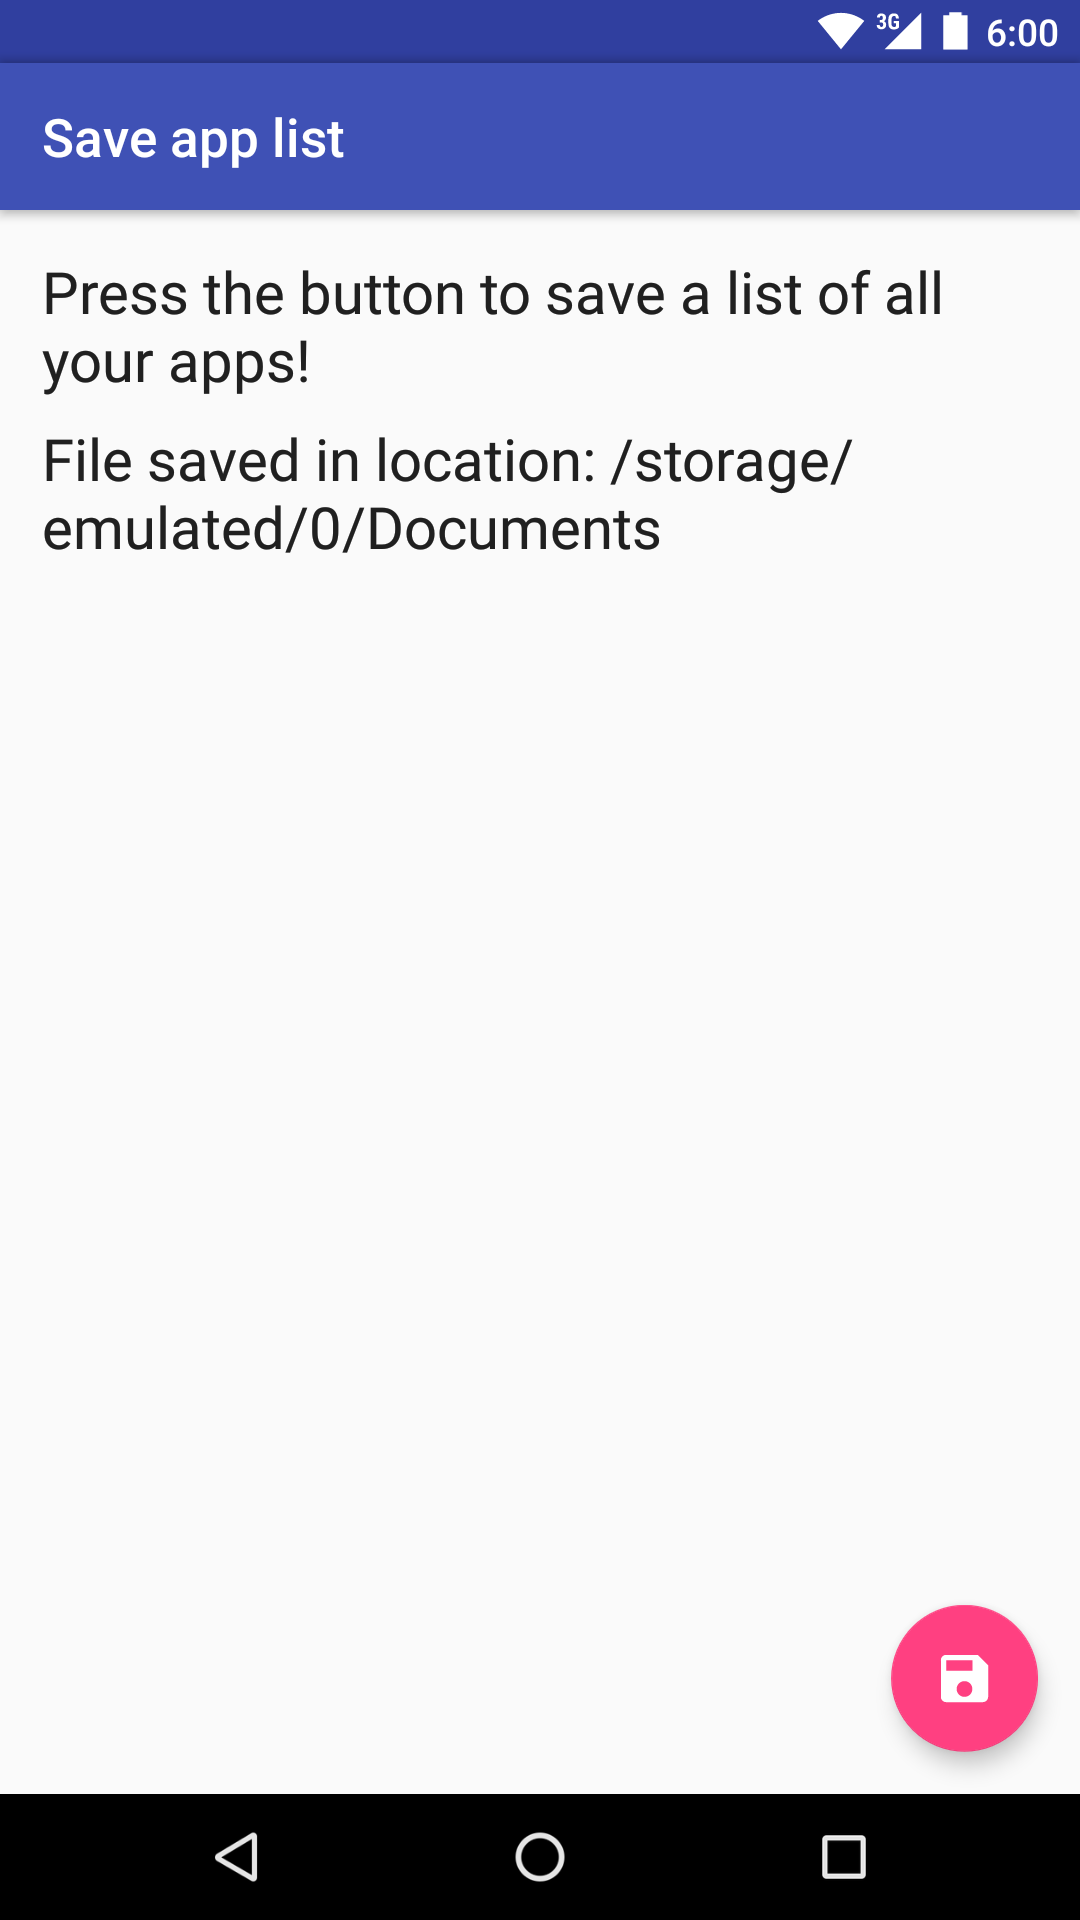 3G 6:00
Save app list
Press the button to save a list of all
your apps!
File saved in location: /storage/
emulated/0/Documents